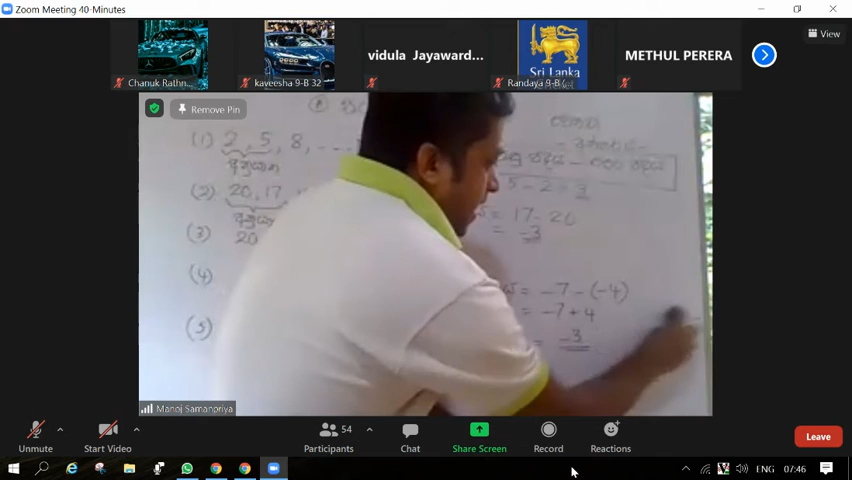 Zoom Meeting 40-Minutes
View
vidula Jayaward...
Sri Lanka
METHUL PERERA
Chanuk Rathn...
kaveesha 9-B 32
Randaya 9-B (...
Remove Pin
(1) 2, 5, 8, ....
අනුයාත
පදය - පදය
5 - 2 = 3
(2) 20, 17
= 17 - 20
= -3
(3) 20
(4)
= -7 - (-4)
= -7 + 4
(5)
= -3
Manoj Samanpriya
54
Unmute
Start Video
Participants
Chat
Share Screen
Record
Reactions
Leave
ENG
07:46